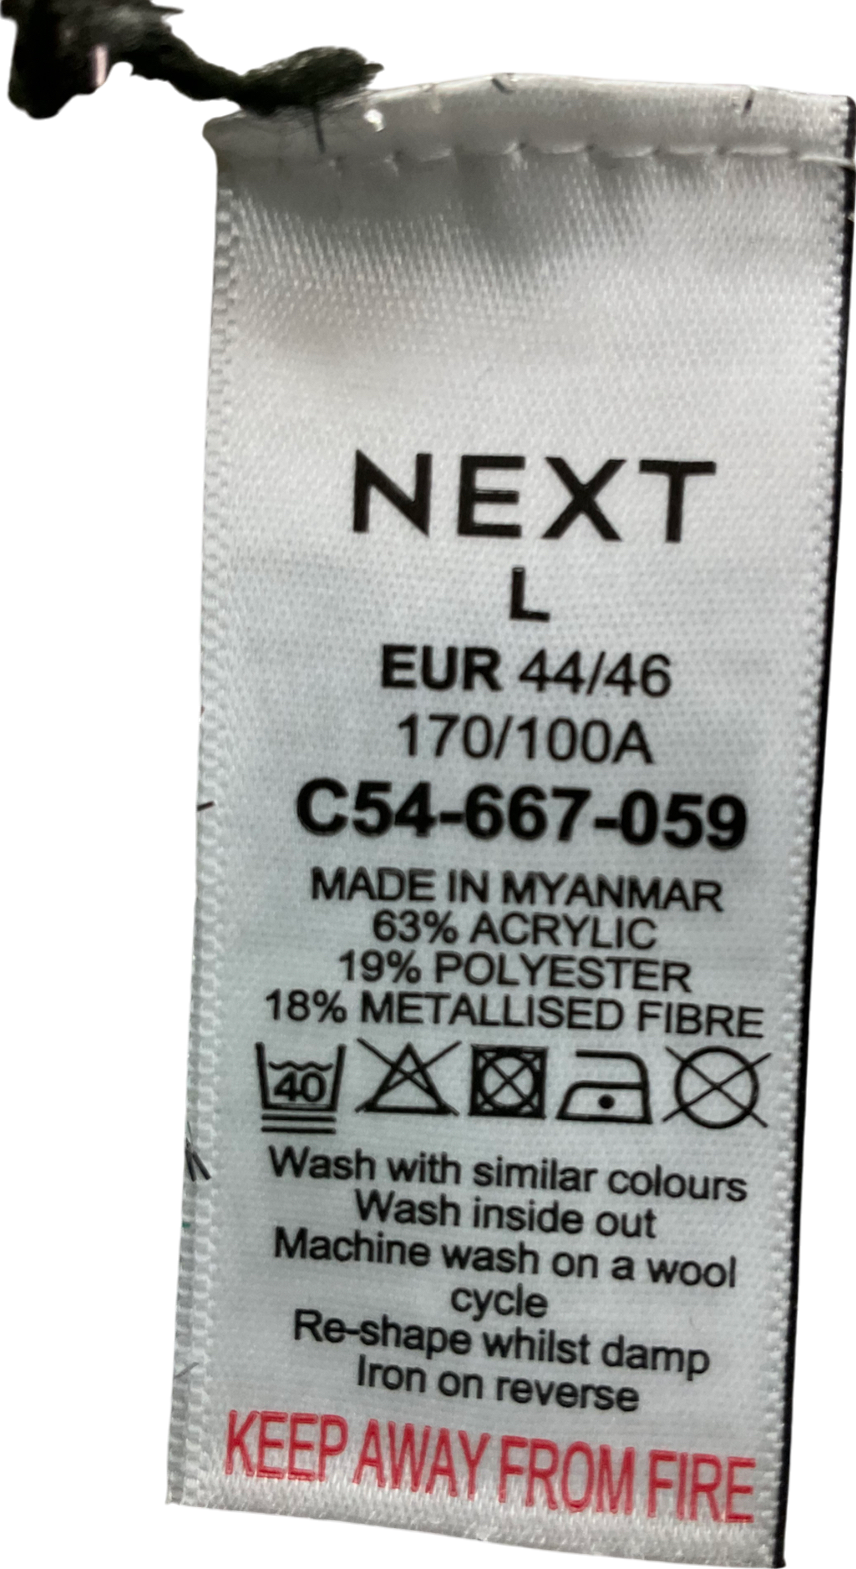 NEXT
L
EUR 44/46
170/100A
C54-667-059
MADE IN MYANMAR
63% ACRYLIC
19% POLYESTER
18% METALLISED FIBRE
40
Wash with similar colours
Wash inside out
Machine wash on a wool
cycle
Re-shape whilst damp
Iron on reverse
KEEP AWAY FROM FIRE